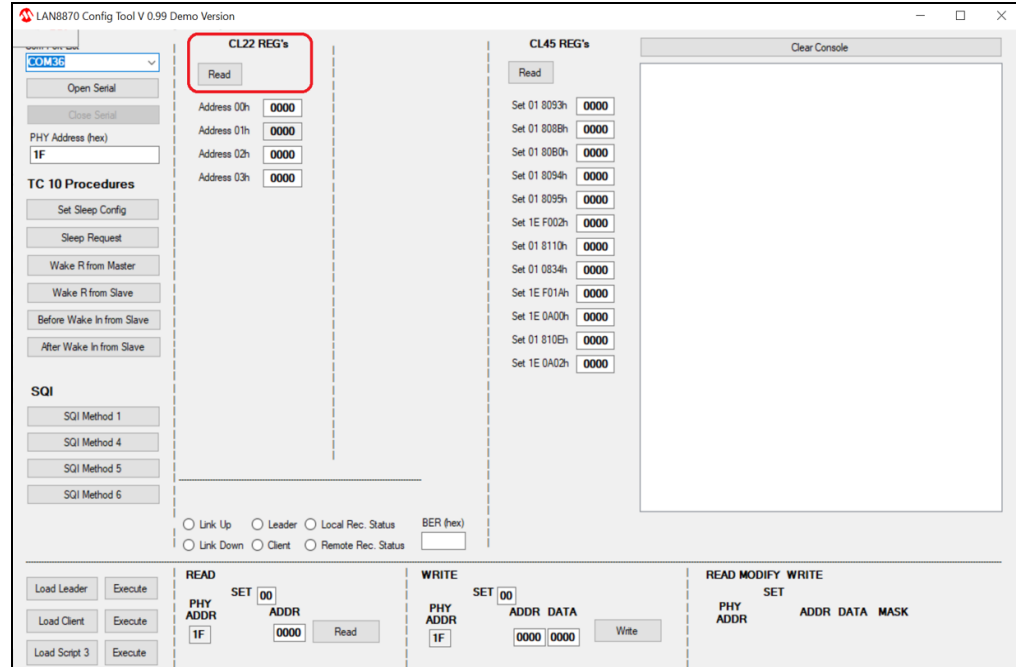 LAN8870 Config Tool V 0.99 Demo Version
COM36
Open Serial
Close Serial
PHY Address (hex)
1F
TC 10 Procedures
Set Sleep Config
Sleep Request
Wake R from Master
Wake R from Slave
Before Wake In from Slave
After Wake In from Slave
SQI
SQI Method 1
SQI Method 4
SQI Method 5
SQI Method 6
CL22 REG's
Read
Address 00h 0000
Address 01h 0000
Address 02h 0000
Address 03h 0000
Link Up Leader Local Rec. Status
Link Down Client Remote Rec. Status
BER (hex)
CL45 REG's
Read
Set 01 8093h 0000
Set 01 808Bh 0000
Set 01 80B0h 0000
Set 01 8094h 0000
Set 01 8095h 0000
Set 1E F002h 0000
Set 01 8110h 0000
Set 01 0834h 0000
Set 1E F01Ah 0000
Set 1E 0A00h 0000
Set 01 810Eh 0000
Set 1E 0A02h 0000
Clear Console
Load Leader Execute
Load Client Execute
Load Script 3 Execute
READ
SET 00
PHY ADDR
ADDR
1F 0000 Read
WRITE
SET 00
PHY ADDR
ADDR DATA
1F 0000 0000 Write
READ MODIFY WRITE
SET
PHY ADDR
ADDR DATA MASK